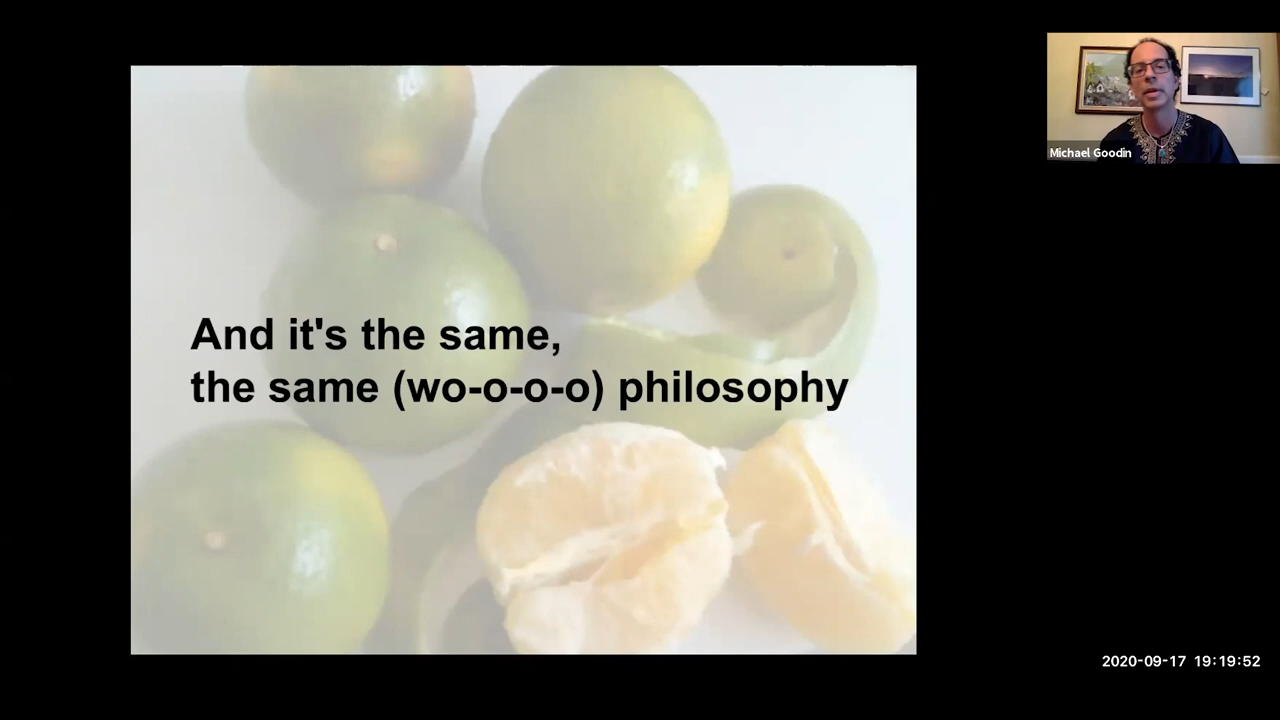 Michael Goodin
And it's the same,
the same (wo-o-o-o) philosophy
2020-09-17 19:19:52